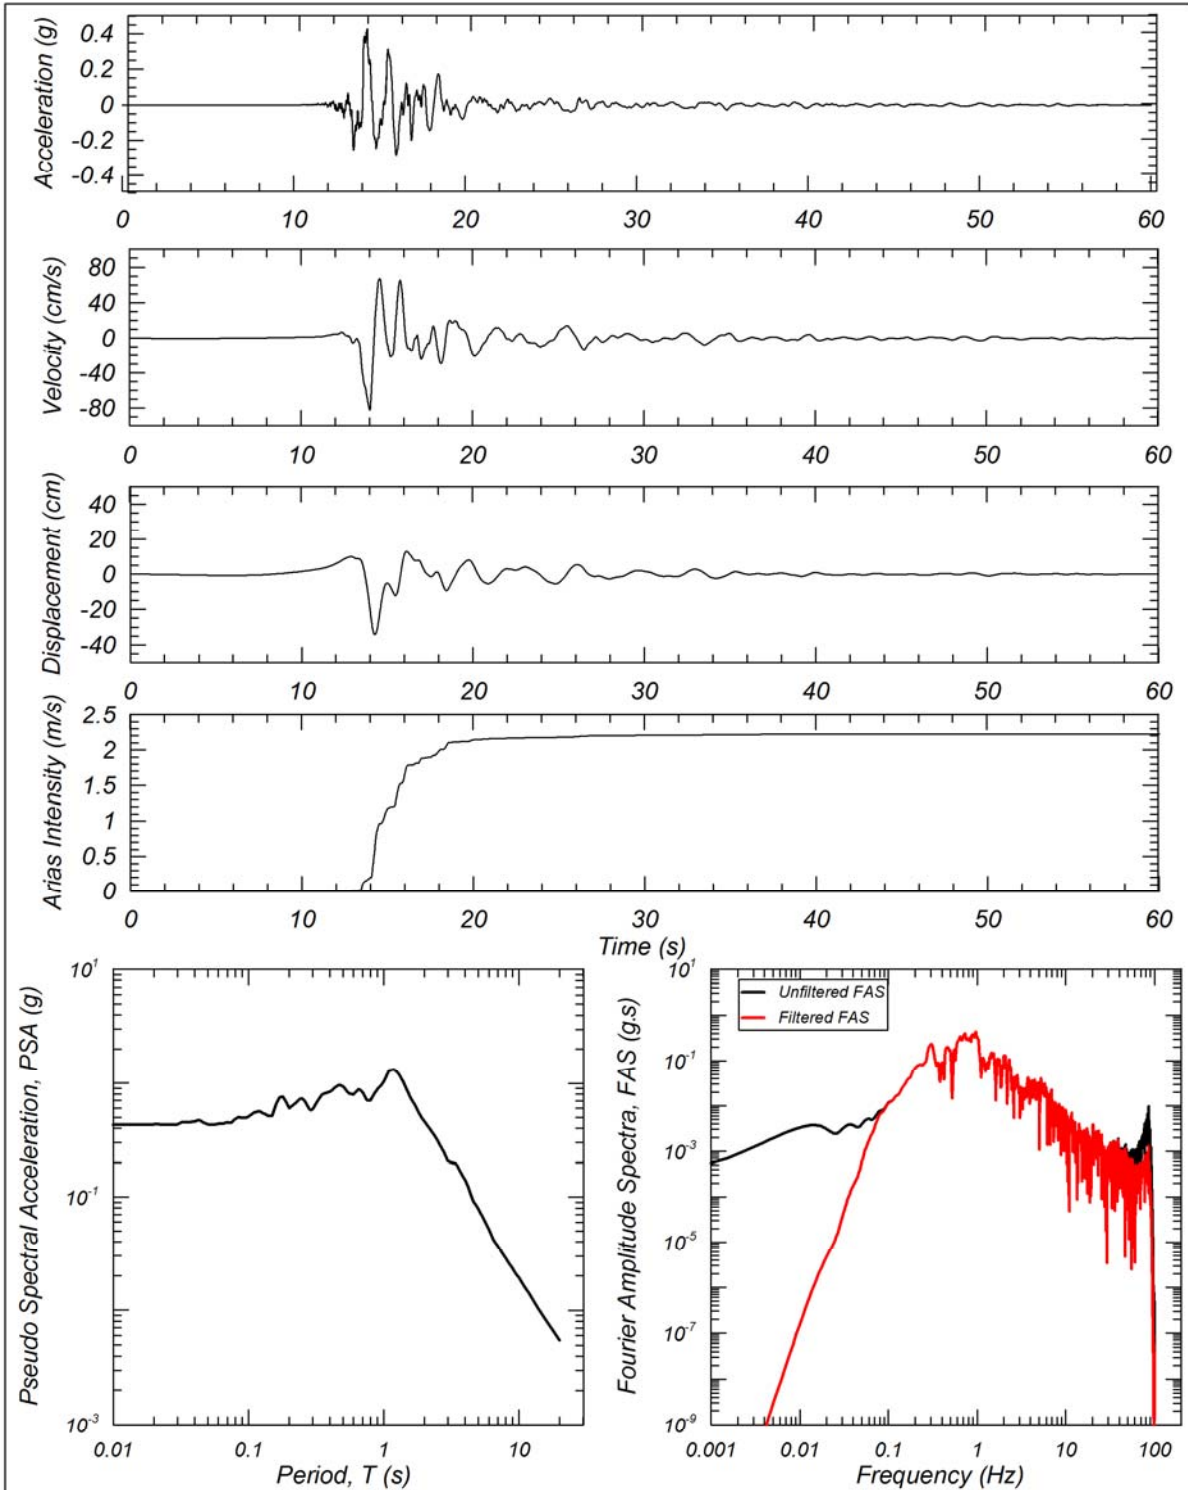 Acceleration (g)
0.4
0.2
0
-0.2
-0.4
0 10 20 30 40 50 60
Velocity (cm/s)
80
40
0
-40
-80
0 10 20 30 40 50 60
Displacement (cm)
40
20
0
-20
-40
0 10 20 30 40 50 60
Arias Intensity (m/s)
2.5
2
1.5
1
0.5
0
0 10 20 30 40 50 60
Time (s)
Pseudo Spectral Acceleration, PSA (g)
10¹
10⁻¹
10⁻³
0.01 0.1 1 10
Period, T (s)
Fourier Amplitude Spectra, FAS (g.s)
10¹
10⁻¹
10⁻³
10⁻⁵
10⁻⁷
10⁻⁹
Unfiltered FAS
Filtered FAS
0.001 0.01 0.1 1 10 100
Frequency (Hz)